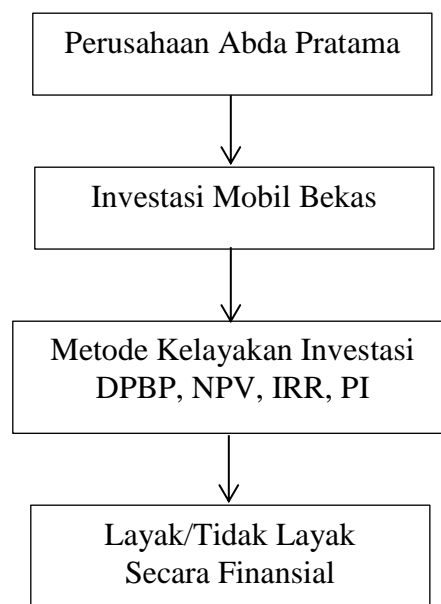 Perusahaan Abda Pratama
Investasi Mobil Bekas
Metode Kelayakan Investasi
DPBP, NPV, IRR, PI
Layak/Tidak Layak
Secara Finansial